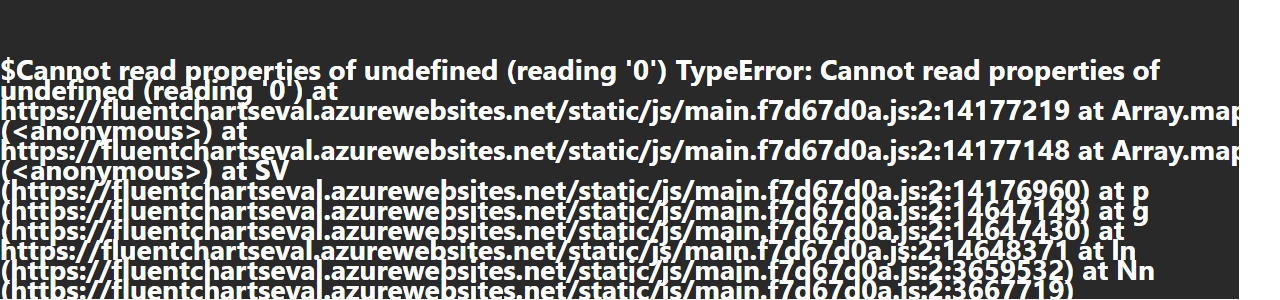 $Cannot read properties of undefined (reading '0') TypeError: Cannot read properties of
undefined (reading '0') at
https://fluentchartseval.azurewebsites.net/static/js/main.f7d67d0a.js:2:14177219 at Array.map
(<anonymous>) at
https://fluentchartseval.azurewebsites.net/static/js/main.f7d67d0a.js:2:14177148 at Array.map
(<anonymous>) at SV
(https://fluentchartseval.azurewebsites.net/static/js/main.f7d67d0a.js:2:14176960) at p
(https://fluentchartseval.azurewebsites.net/static/js/main.f7d67d0a.js:2:14647149) at g
(https://fluentchartseval.azurewebsites.net/static/js/main.f7d67d0a.js:2:14647430) at
https://fluentchartseval.azurewebsites.net/static/js/main.f7d67d0a.js:2:14648371 at ln
(https://fluentchartseval.azurewebsites.net/static/js/main.f7d67d0a.js:2:3659532) at Nn
(https://fluentchartseval.azurewebsites.net/static/js/main.f7d67d0a.js:2:3667719)